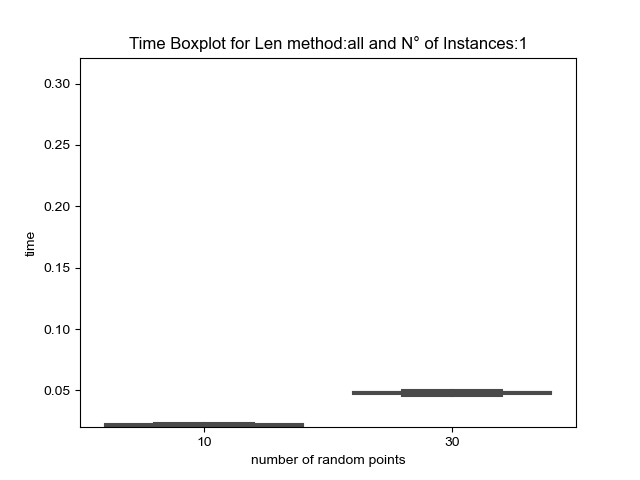 Time Boxplot for Len method:all and N° of Instances:1
0.30
0.25
0.20
time
0.15
0.10
0.05
10 30
number of random points